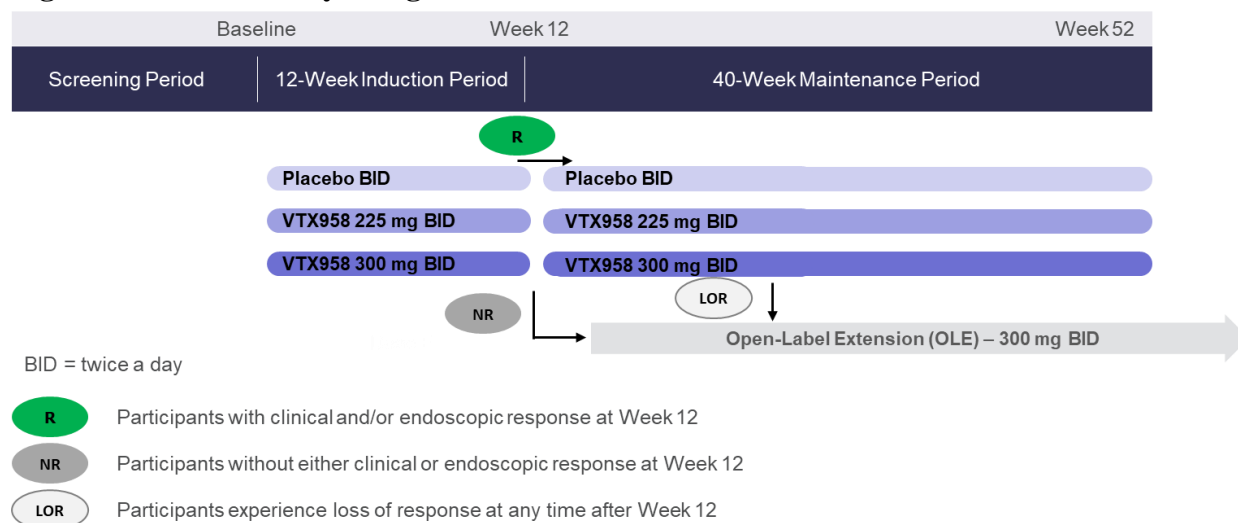 Baseline Week 12 Week 52
Screening Period 12-Week Induction Period 40-Week Maintenance Period
R
Placebo BID Placebo BID
VTX958 225 mg BID VTX958 225 mg BID
VTX958 300 mg BID VTX958 300 mg BID
LOR
NR
Open-Label Extension (OLE) – 300 mg BID
BID = twice a day
R Participants with clinical and/or endoscopic response at Week 12
NR Participants without either clinical or endoscopic response at Week 12
LOR Participants experience loss of response at any time after Week 12